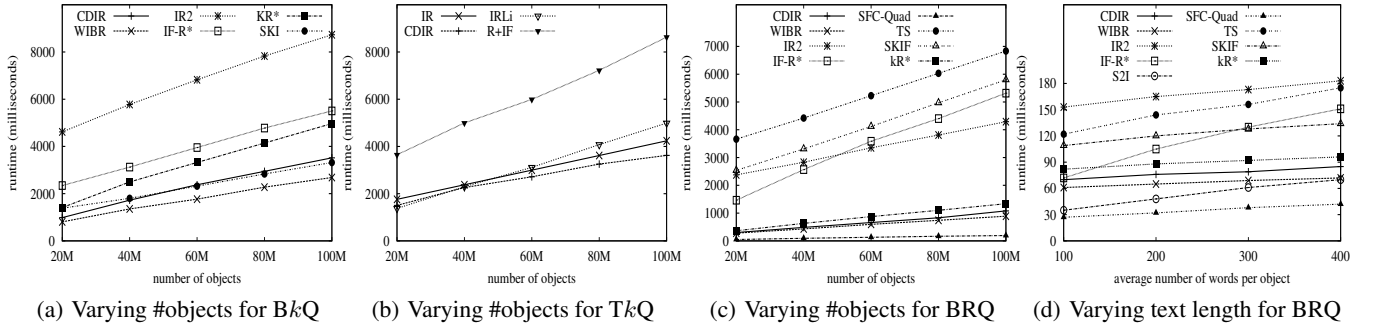 CDIR
WIBR
IR2
IF-R*
KR*
SKI
8000
6000
4000
2000
0
20M 40M 60M 80M 100M
runtime (milliseconds)
number of objects
(a) Varying #objects for BkQ
IR
CDIR
IRLi
R+IF
8000
6000
4000
2000
0
20M 40M 60M 80M 100M
runtime (milliseconds)
number of objects
(b) Varying #objects for TkQ
CDIR
WIBR
IR2
IF-R*
SFC-Quad
TS
SKIF
kR*
7000
6000
5000
4000
3000
2000
1000
0
20M 40M 60M 80M 100M
runtime (milliseconds)
number of objects
(c) Varying #objects for BRQ
CDIR
WIBR
IR2
IF-R*
S2I
SFC-Quad
TS
SKIF
kR*
180
150
120
90
60
30
0
100 200 300 400
runtime (milliseconds)
average number of words per object
(d) Varying text length for BRQ